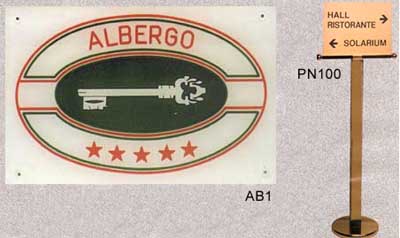 ALBERGO
AB1
HALL →
RISTORANTE
← SOLARIUM
PN100